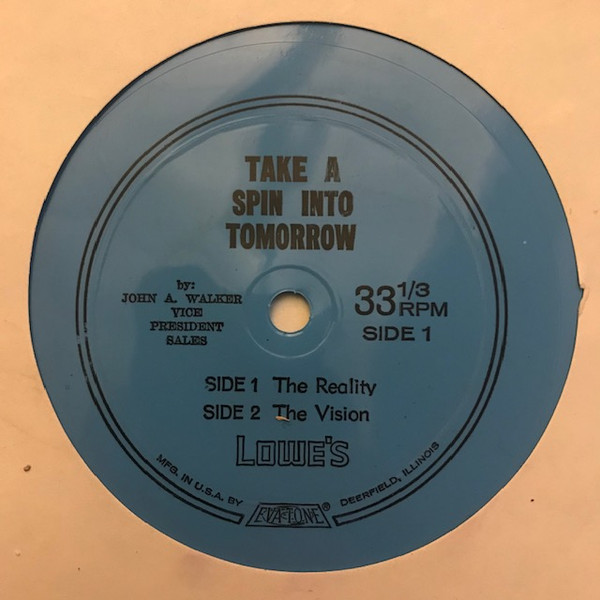 TAKE A
SPIN INTO
TOMORROW
by:
JOHN A. WALKER
VICE
PRESIDENT
SALES
33 1/3
RPM
SIDE 1
SIDE 1 The Reality
SIDE 2 The Vision
LOWE'S
MFG. IN U.S.A. BY
EVA-TONE®
DEERFIELD, ILLINOIS